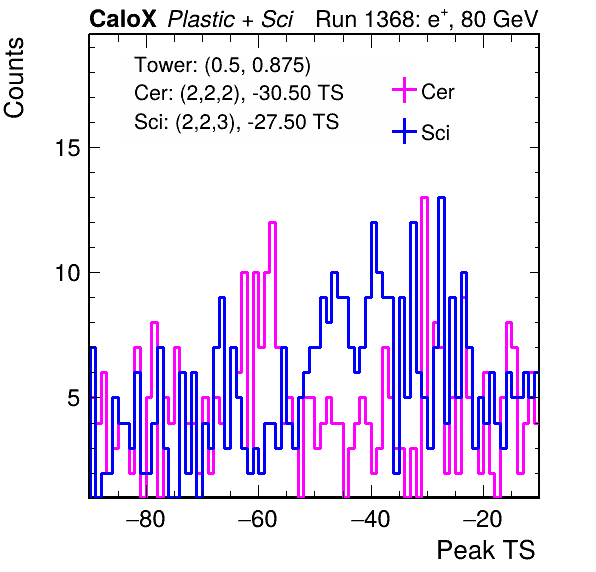 CaloX Plastic + Sci Run 1368: e+, 80 GeV
Tower: (0.5, 0.875)
Cer: (2,2,2), -30.50 TS
Sci: (2,2,3), -27.50 TS
Cer
Sci
Counts
15
10
5
−80 −60 −40 −20
Peak TS